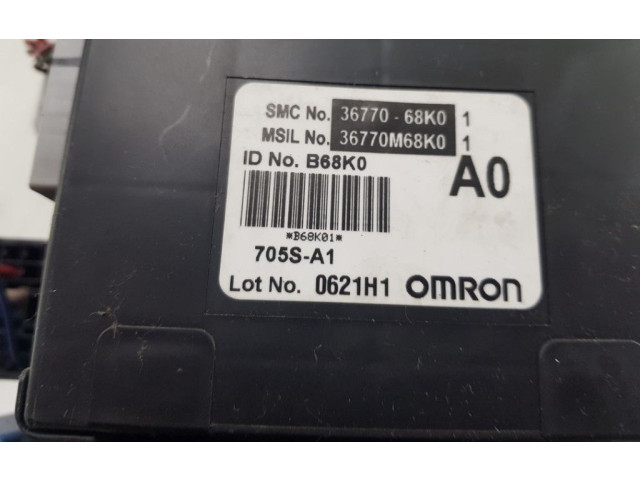 SMC No. 36770 - 68K0 1
MSIL No. 36770M68K0 1
ID No. B68K0 A0
*B68K01*
705S-A1
Lot No. 0621H1 OMRON